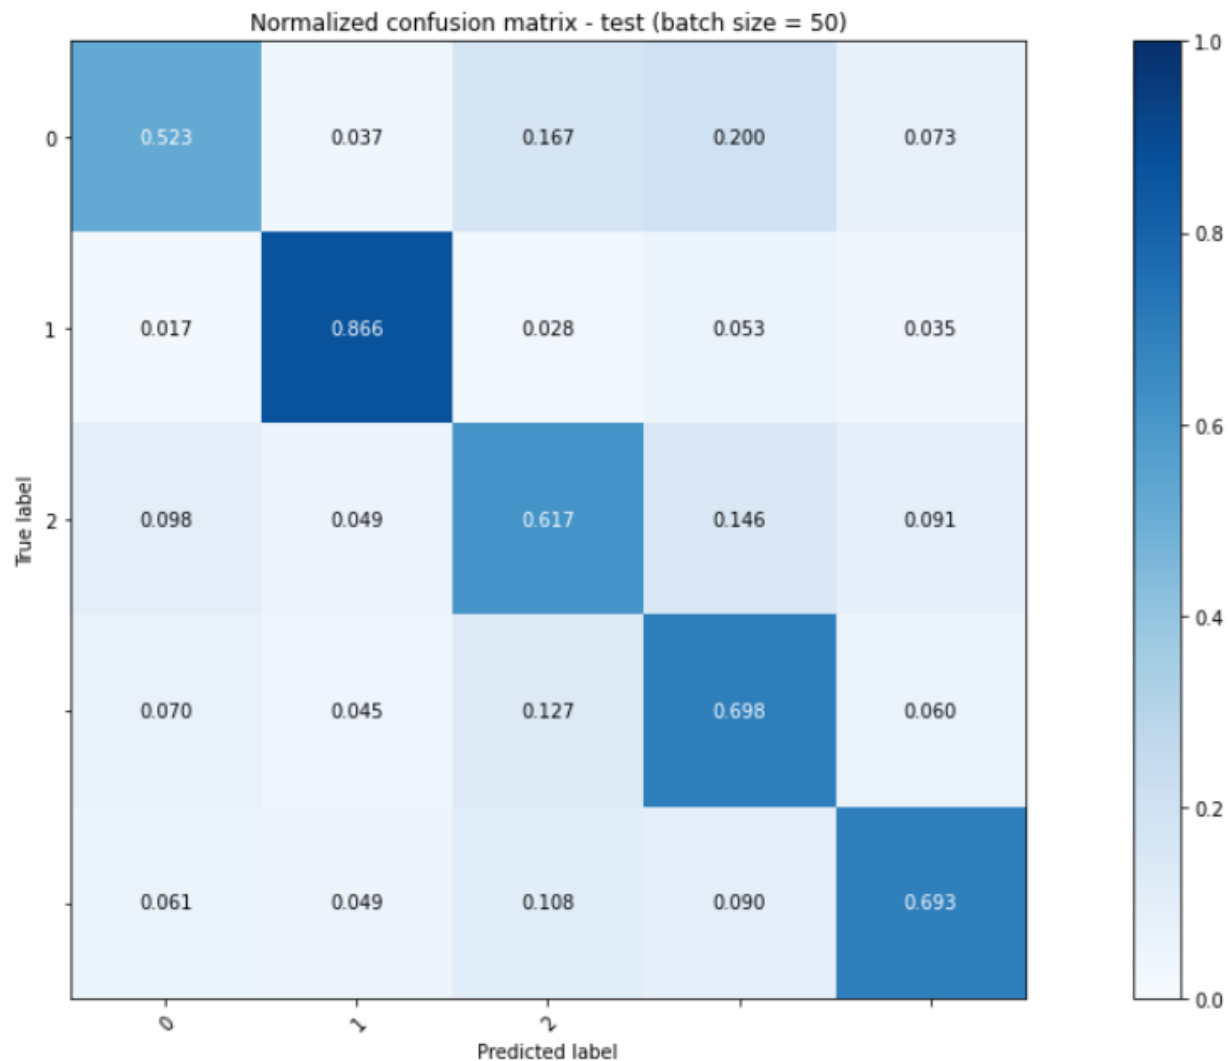 Normalized confusion matrix - test (batch size = 50)
1.0
0 0.523 0.037 0.167 0.200 0.073
0.8
1 0.017 0.866 0.028 0.053 0.035
0.6
True label
2 0.098 0.049 0.617 0.146 0.091
0.4
0.070 0.045 0.127 0.698 0.060
0.2
0.061 0.049 0.108 0.090 0.693
0.0
0 1 2
Predicted label